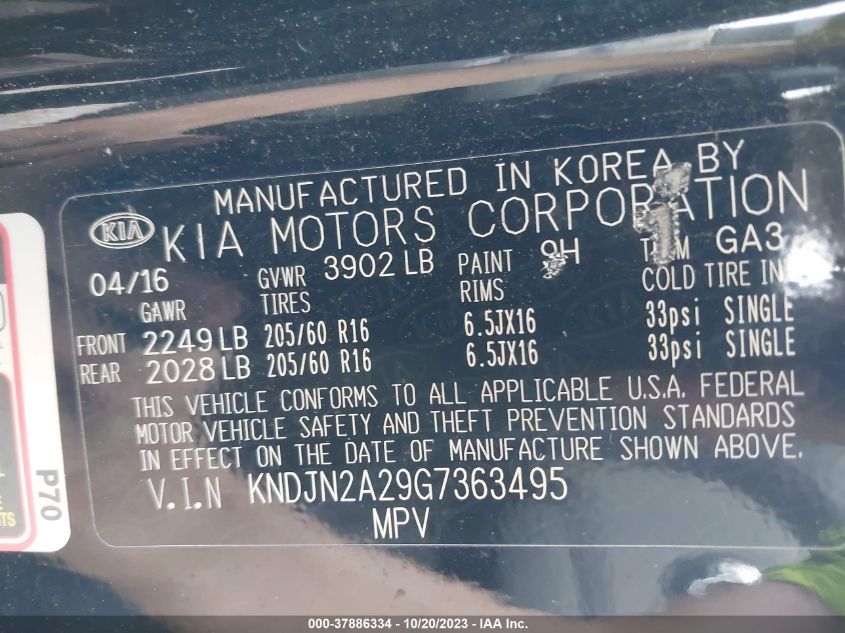 MANUFACTURED IN KOREA BY
KIA KIA MOTORS CORPORATION
04/16 GVWR 3902 LB PAINT 9H TRIM GA3
GAWR TIRES RIMS COLD TIRE
FRONT 2249 LB 205/60 R16 6.5JX16 33psi SINGLE
REAR 2028 LB 205/60 R16 6.5JX16 33psi SINGLE
THIS VEHICLE CONFORMS TO ALL APPLICABLE U.S.A. FEDERAL
MOTOR VEHICLE SAFETY AND THEFT PREVENTION STANDARDS
IN EFFECT ON THE DATE OF MANUFACTURE SHOWN ABOVE.
V.I.N KNDJN2A29G7363495
MPV
P70
000-37886334 | 10/20/2023 - IAA Inc.